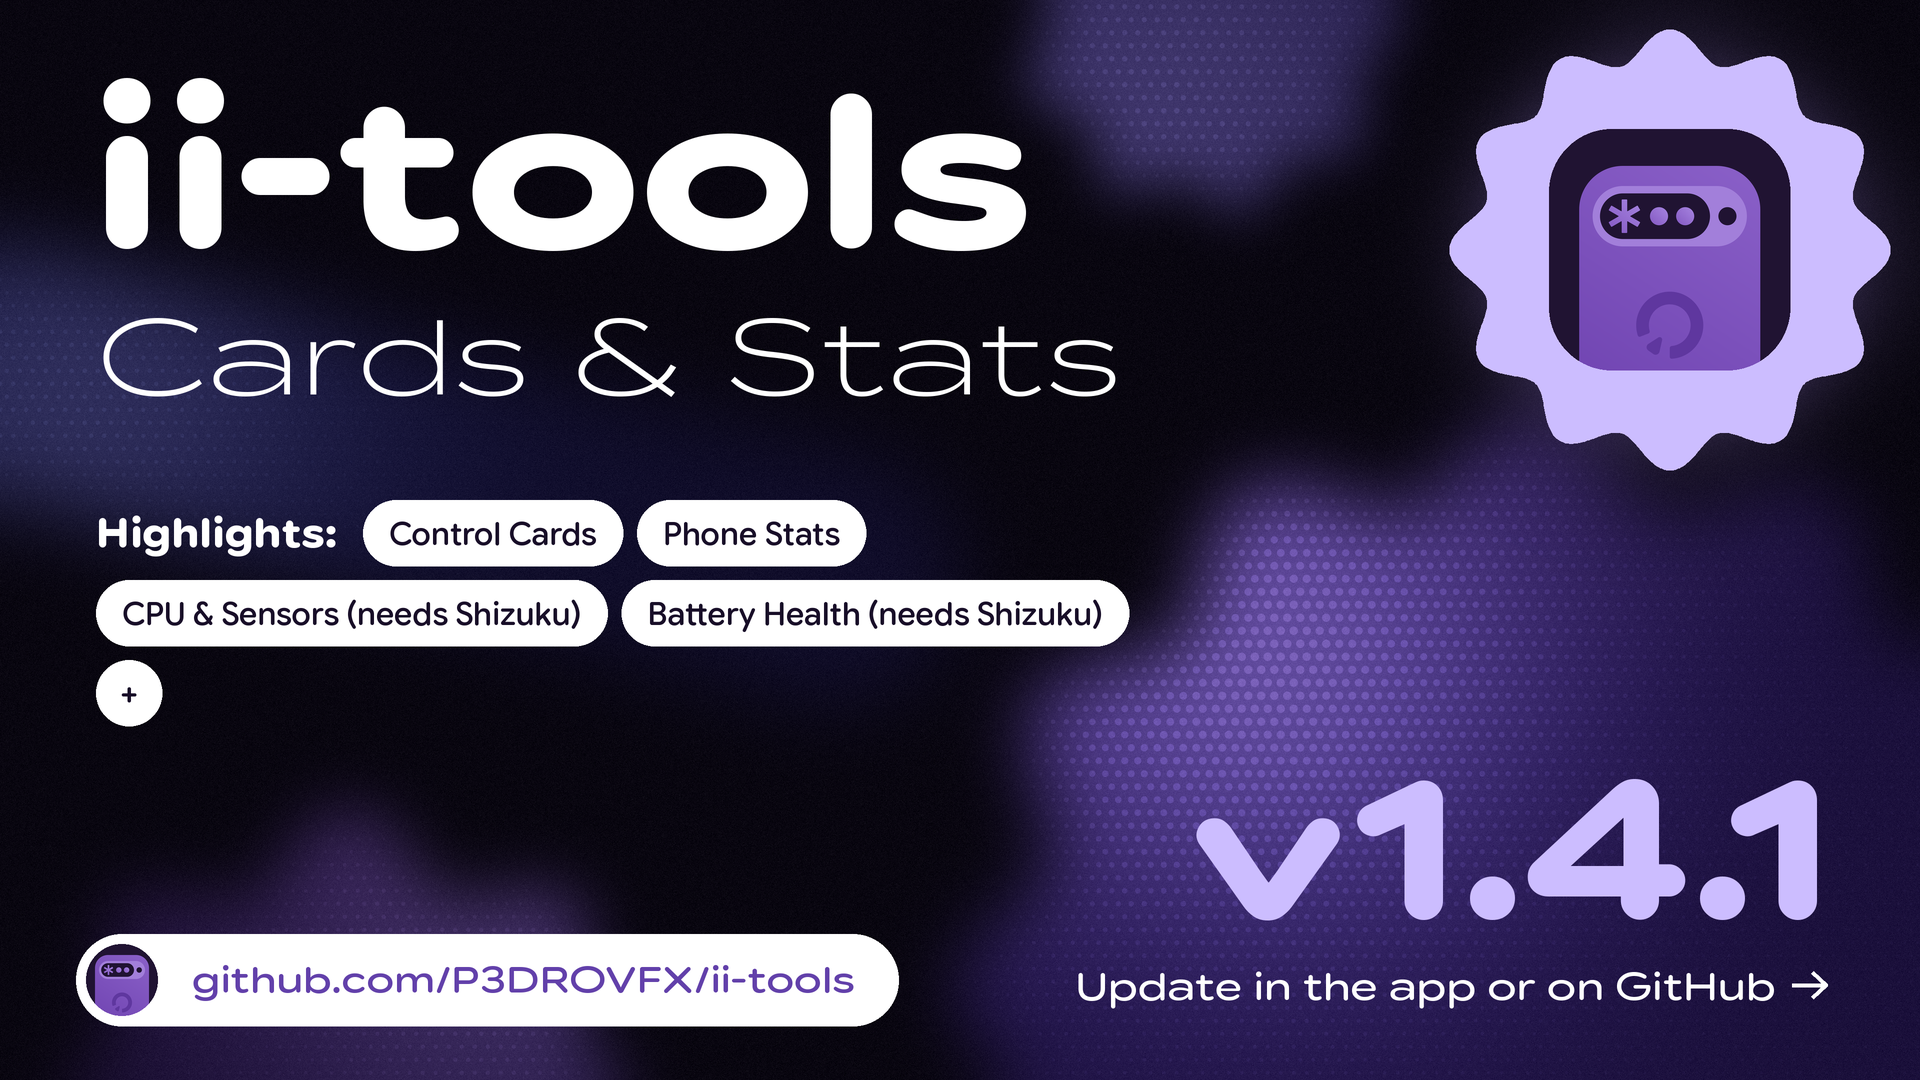 ii-tools
Cards & Stats
Highlights: Control Cards Phone Stats
CPU & Sensors (needs Shizuku) Battery Health (needs Shizuku)
+
v1.4.1
github.com/P3DROVFX/ii-tools
Update in the app or on GitHub →